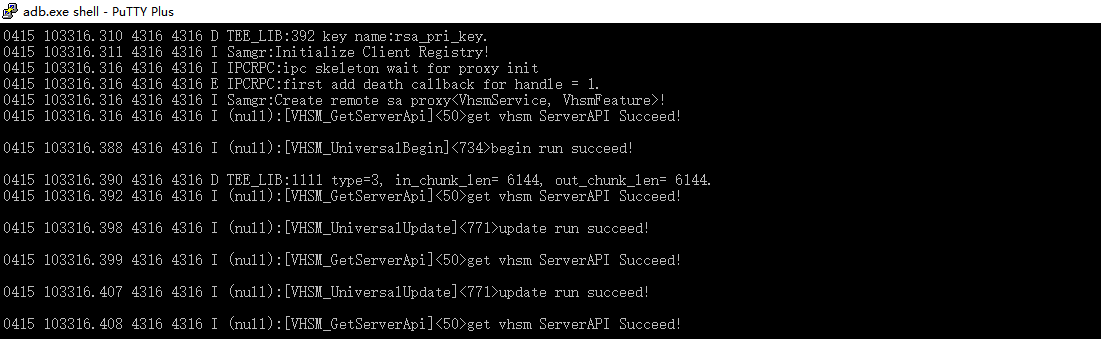 adb.exe shell - PuTTY Plus
0415 103316.310 4316 4316 D TEE_LIB:392 key name:rsa_pri_key.
0415 103316.311 4316 4316 I Samgr:Initialize Client Registry!
0415 103316.316 4316 4316 I IPCRPC:ipc skeleton wait for proxy init
0415 103316.316 4316 4316 E IPCRPC:first add death callback for handle = 1.
0415 103316.316 4316 4316 I Samgr:Create remote sa proxy<VhsmService, VhsmFeature>!
0415 103316.316 4316 4316 I (null):[VHSM_GetServerApi]<50>get vhsm ServerAPI Succeed!
0415 103316.388 4316 4316 I (null):[VHSM_UniversalBegin]<734>begin run succeed!
0415 103316.390 4316 4316 D TEE_LIB:1111 type=3, in_chunk_len= 6144, out_chunk_len= 6144.
0415 103316.392 4316 4316 I (null):[VHSM_GetServerApi]<50>get vhsm ServerAPI Succeed!
0415 103316.398 4316 4316 I (null):[VHSM_UniversalUpdate]<771>update run succeed!
0415 103316.399 4316 4316 I (null):[VHSM_GetServerApi]<50>get vhsm ServerAPI Succeed!
0415 103316.407 4316 4316 I (null):[VHSM_UniversalUpdate]<771>update run succeed!
0415 103316.408 4316 4316 I (null):[VHSM_GetServerApi]<50>get vhsm ServerAPI Succeed!